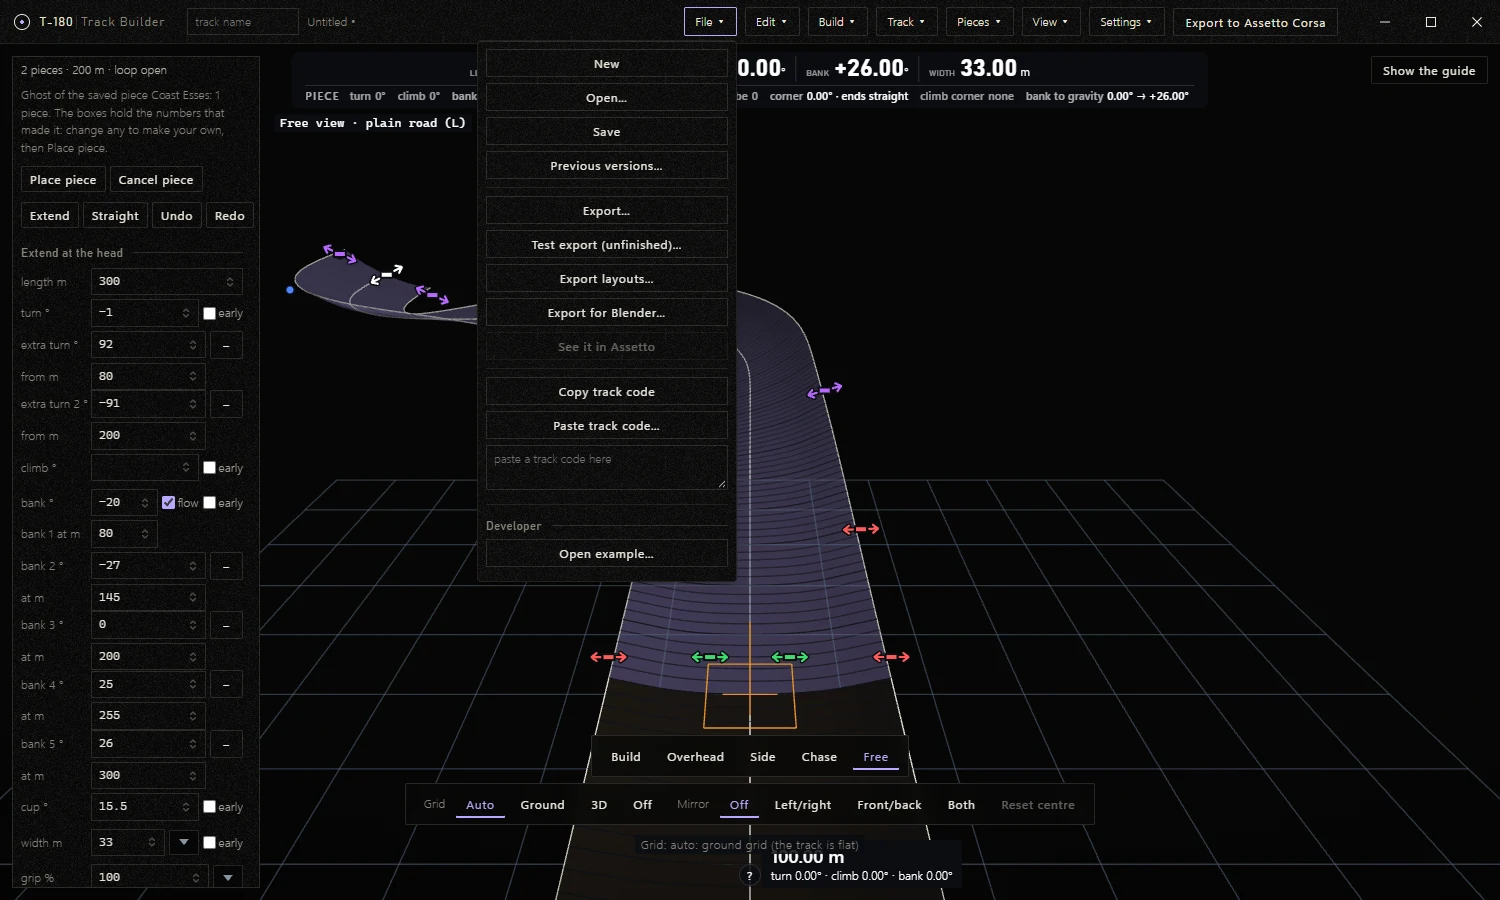 T-180 Track Builder
track name
Untitled •
File ▾
Edit ▾
Build ▾
Track ▾
Pieces ▾
View ▾
Settings ▾
Export to Assetto Corsa
2 pieces · 200 m · loop open
Ghost of the saved piece Coast Esses: 1
piece. The boxes hold the numbers that
made it: change any to make your own,
then Place piece.
Place piece
Cancel piece
Extend
Straight
Undo
Redo
Extend at the head
length m 300
turn ° −1 early
extra turn ° 92 −
from m 80
extra turn 2 ° −91 −
from m 200
climb ° early
bank ° −20 flow early
bank 1 at m 80
bank 2 ° −27 −
at m 145
bank 3 ° 0 −
at m 200
bank 4 ° 25 −
at m 255
bank 5 ° 26 −
at m 300
cup ° 15.5 early
width m 33 early
grip % 100
New
Open...
Save
Previous versions...
Export...
Test export (unfinished)...
Export layouts...
Export for Blender...
See it in Assetto
Copy track code
Paste track code...
paste a track code here
Developer
Open example...
0.00° BANK +26.00° WIDTH 33.00 m
PIECE turn 0° climb 0° bank
be 0 corner 0.00° · ends straight climb corner none bank to gravity 0.00° → +26.00°
Free view · plain road (L)
Show the guide
Build
Overhead
Side
Chase
Free
Grid Auto Ground 3D Off Mirror Off Left/right Front/back Both Reset centre
Grid: auto: ground grid (the track is flat)
100.00 m
? turn 0.00° · climb 0.00° · bank 0.00°